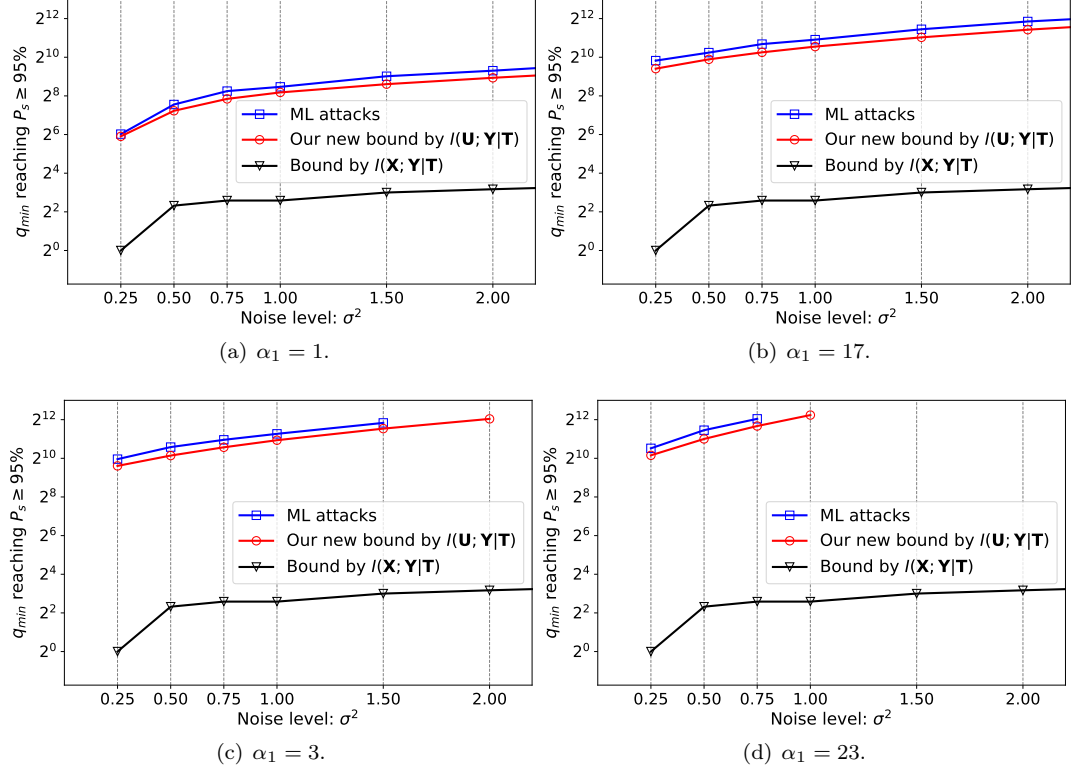 2^12
2^10
2^8
2^6
2^4
2^2
2^0
q_min reaching P_s ≥ 95%
ML attacks
Our new bound by I(U; Y|T)
Bound by I(X; Y|T)
0.25 0.50 0.75 1.00 1.50 2.00
Noise level: σ^2
(a) α_1 = 1.
2^12
2^10
2^8
2^6
2^4
2^2
2^0
q_min reaching P_s ≥ 95%
ML attacks
Our new bound by I(U; Y|T)
Bound by I(X; Y|T)
0.25 0.50 0.75 1.00 1.50 2.00
Noise level: σ^2
(b) α_1 = 17.
2^12
2^10
2^8
2^6
2^4
2^2
2^0
q_min reaching P_s ≥ 95%
ML attacks
Our new bound by I(U; Y|T)
Bound by I(X; Y|T)
0.25 0.50 0.75 1.00 1.50 2.00
Noise level: σ^2
(c) α_1 = 3.
2^12
2^10
2^8
2^6
2^4
2^2
2^0
q_min reaching P_s ≥ 95%
ML attacks
Our new bound by I(U; Y|T)
Bound by I(X; Y|T)
0.25 0.50 0.75 1.00 1.50 2.00
Noise level: σ^2
(d) α_1 = 23.